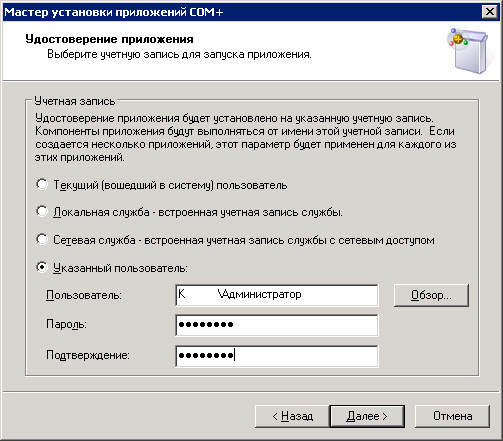 Мастер установки приложений COM+
Удостоверение приложения
Выберите учетную запись для запуска приложения.
Учетная запись
Удостоверение приложения будет установлено на указанную учетную запись.
Компоненты приложения будут выполняться от имени этой учетной записи. Если
создается несколько приложений, этот параметр будет применен для каждого из
этих приложений.
Текущий (вошедший в систему) пользователь
Локальная служба - встроенная учетная запись службы.
Сетевая служба - встроенная учетная запись службы с сетевым доступом
Указанный пользователь:
Пользователь: K \Администратор Обзор...
Пароль: ●●●●●●●●
Подтверждение: ●●●●●●●●
< Назад Далее > Отмена